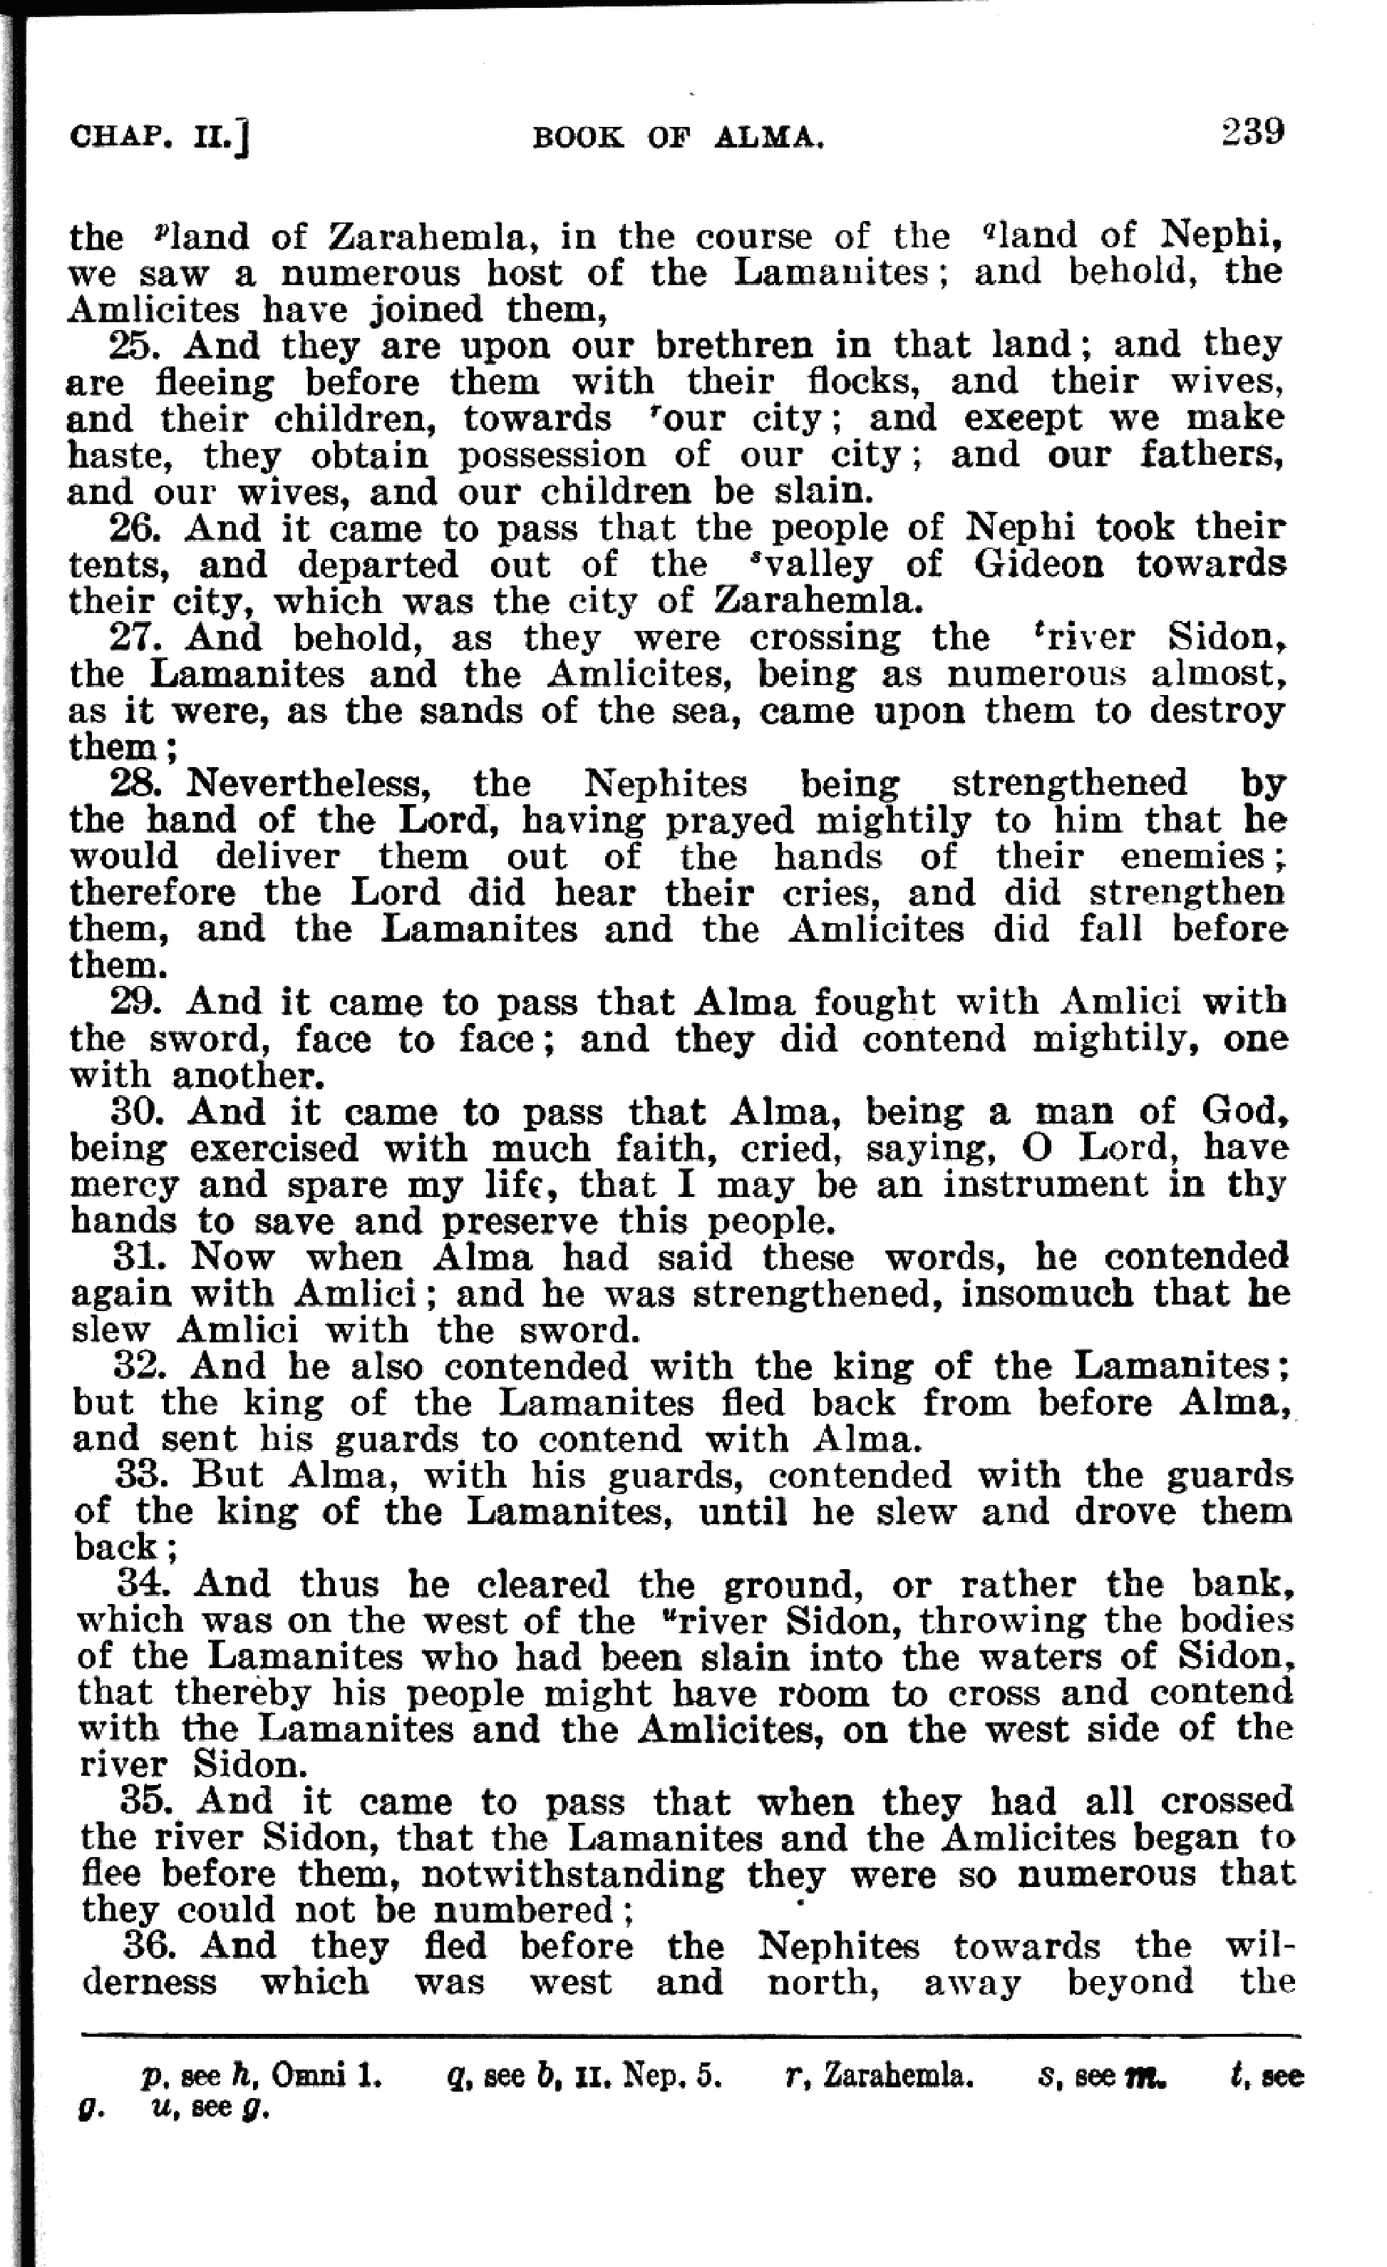 CHAP. II.] BOOK OF ALMA. 239
the ᵖland of Zarahemla, in the course of the ᑫland of Nephi,
we saw a numerous host of the Lamanites; and behold, the
Amlicites have joined them,
25. And they are upon our brethren in that land; and they
are fleeing before them with their flocks, and their wives,
and their children, towards ʳour city; and except we make
haste, they obtain possession of our city; and our fathers,
and our wives, and our children be slain.
26. And it came to pass that the people of Nephi took their
tents, and departed out of the ˢvalley of Gideon towards
their city, which was the city of Zarahemla.
27. And behold, as they were crossing the ᵗriver Sidon,
the Lamanites and the Amlicites, being as numerous almost,
as it were, as the sands of the sea, came upon them to destroy
them;
28. Nevertheless, the Nephites being strengthened by
the hand of the Lord, having prayed mightily to him that he
would deliver them out of the hands of their enemies;
therefore the Lord did hear their cries, and did strengthen
them, and the Lamanites and the Amlicites did fall before
them.
29. And it came to pass that Alma fought with Amlici with
the sword, face to face; and they did contend mightily, one
with another.
30. And it came to pass that Alma, being a man of God,
being exercised with much faith, cried, saying, O Lord, have
mercy and spare my life, that I may be an instrument in thy
hands to save and preserve this people.
31. Now when Alma had said these words, he contended
again with Amlici; and he was strengthened, insomuch that he
slew Amlici with the sword.
32. And he also contended with the king of the Lamanites;
but the king of the Lamanites fled back from before Alma,
and sent his guards to contend with Alma.
33. But Alma, with his guards, contended with the guards
of the king of the Lamanites, until he slew and drove them
back;
34. And thus he cleared the ground, or rather the bank,
which was on the west of the ᵘriver Sidon, throwing the bodies
of the Lamanites who had been slain into the waters of Sidon,
that thereby his people might have room to cross and contend
with the Lamanites and the Amlicites, on the west side of the
river Sidon.
35. And it came to pass that when they had all crossed
the river Sidon, that the Lamanites and the Amlicites began to
flee before them, notwithstanding they were so numerous that
they could not be numbered;
36. And they fled before the Nephites towards the wil-
derness which was west and north, away beyond the
p, see h, Omni 1. q, see b, II. Nep. 5. r, Zarahemla. s, see m. t, see
g. u, see g.